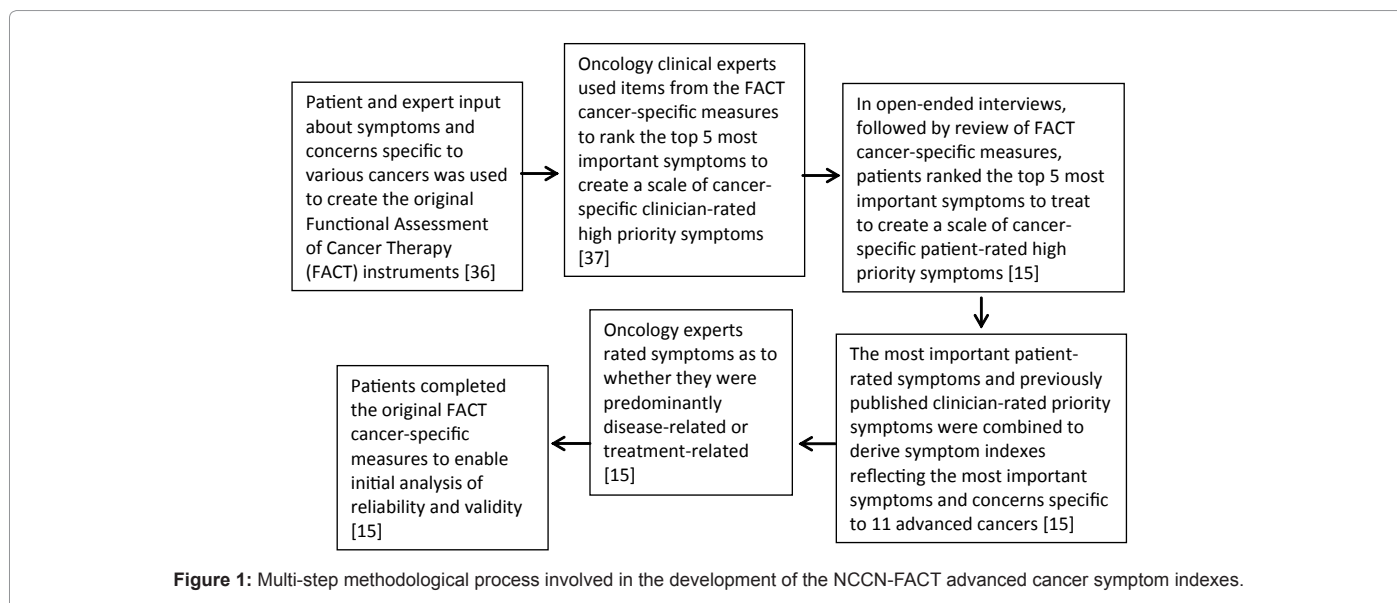 Patient and expert input
about symptoms and
concerns specific to
various cancers was used
to create the original
Functional Assessment
of Cancer Therapy
(FACT) instruments [36]
Oncology clinical experts
used items from the FACT
cancer-specific measures
to rank the top 5 most
important symptoms to
create a scale of cancer-
specific clinician-rated
high priority symptoms
[37]
In open-ended interviews,
followed by review of FACT
cancer-specific measures,
patients ranked the top 5 most
important symptoms to treat
to create a scale of cancer-
specific patient-rated high
priority symptoms [15]
The most important patient-
rated symptoms and previously
published clinician-rated priority
symptoms were combined to
derive symptom indexes
reflecting the most important
symptoms and concerns specific
to 11 advanced cancers [15]
Oncology experts
rated symptoms as to
whether they were
predominantly
disease-related or
treatment-related
[15]
Patients completed
the original FACT
cancer-specific
measures to enable
initial analysis of
reliability and validity
[15]
Figure 1: Multi-step methodological process involved in the development of the NCCN-FACT advanced cancer symptom indexes.